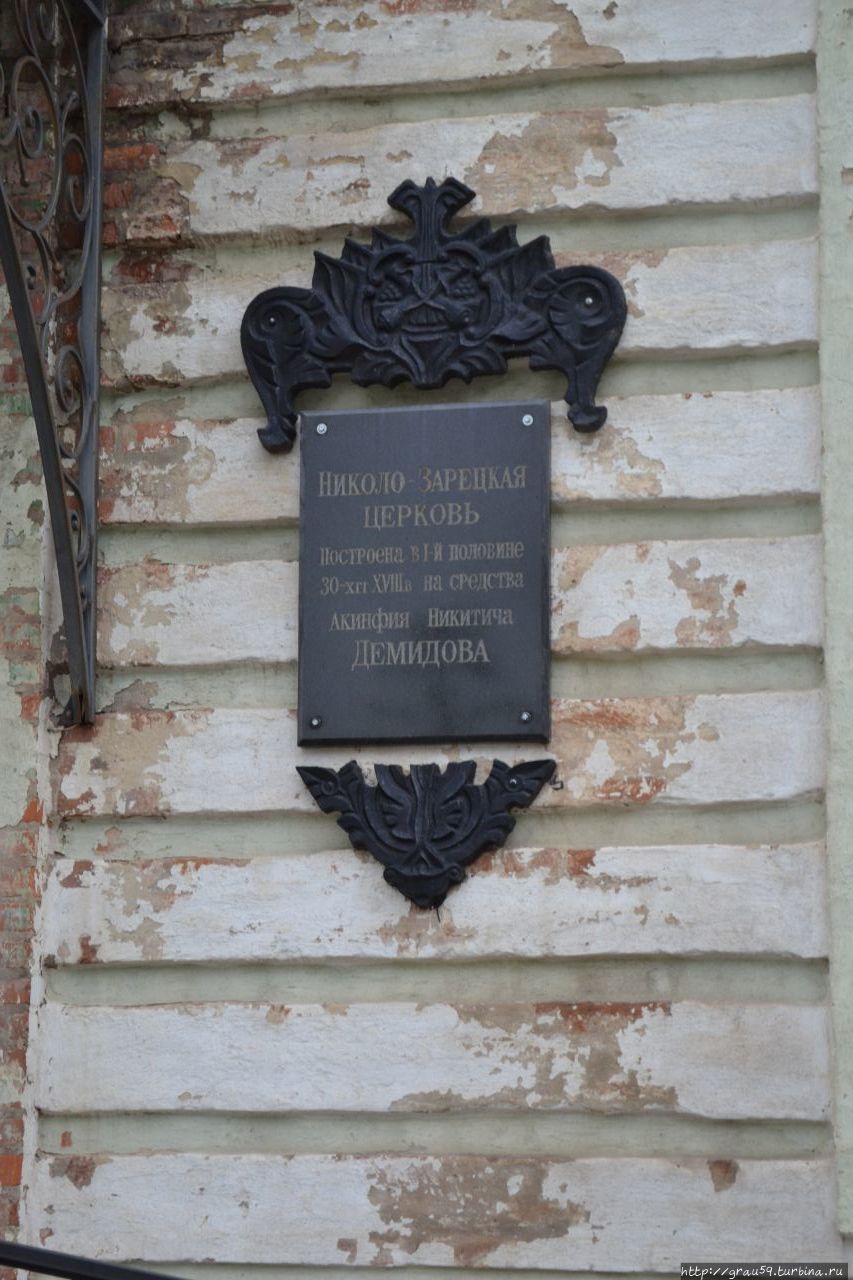 Николо-Зарецкая
церковь
построена в I-й половине
30-х гг XVIII в на средства
Акинфия Никитича
Демидова
http://grau59.turbina.ru